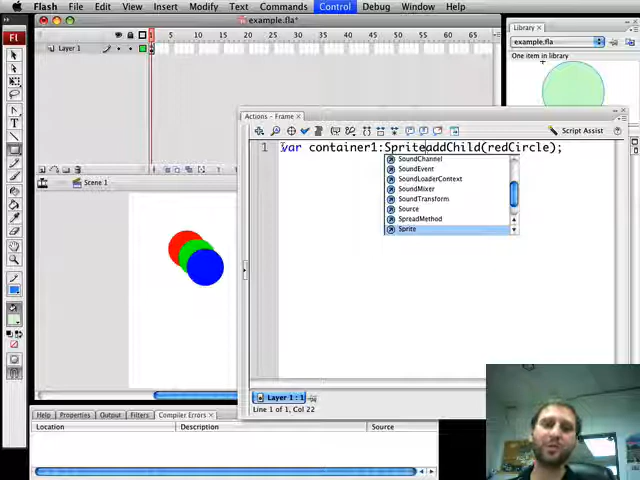 Flash File Edit View Insert Modify Text Commands Control Debug Window Help
example.fla*
Library ×
Layer 1
1 5 10 15 20 25 30 35 40 45 50 55 60 65
example.fla
One item in library
Fl
Actions - Frame ×
Script Assist
1 var container1:SpriteaddChild(redCircle);
SoundChannel
SoundEvent
SoundLoaderContext
SoundMixer
SoundTransform
Source
SpreadMethod
Sprite
Scene 1
Layer 1 : 1
Line 1 of 1, Col 22
Help Properties Output Filters Compiler Errors ×
Location Description Source